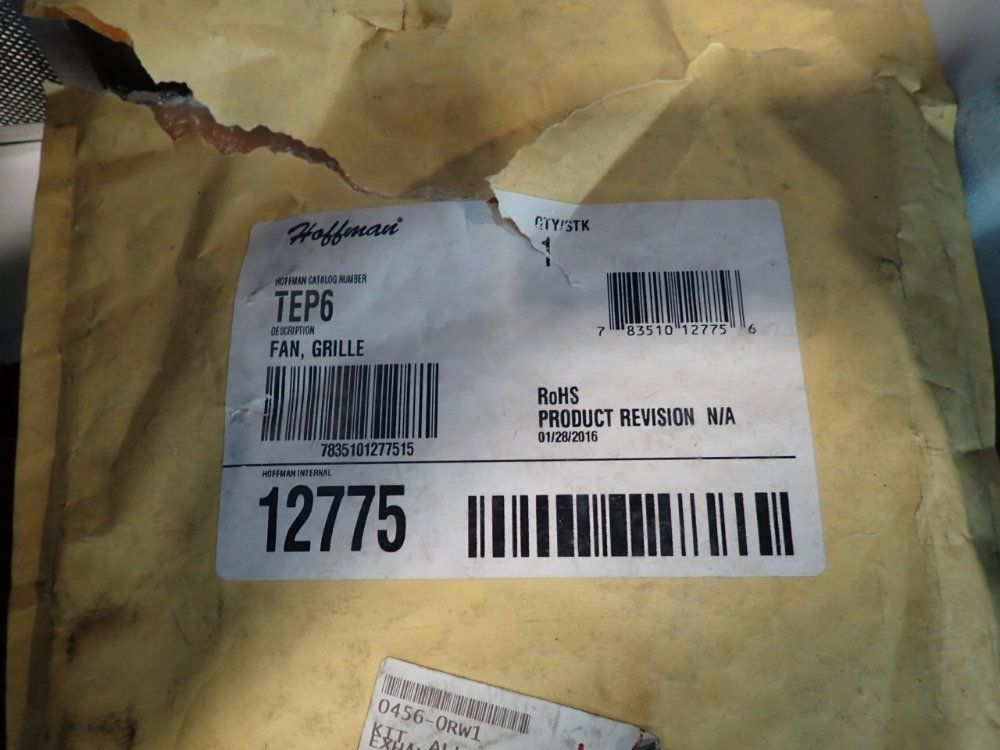 Hoffman®
QTY/STK
1
HOFFMAN CATALOG NUMBER
TEP6
DESCRIPTION
FAN, GRILLE
7 83510 12775 6
7835101277515
RoHS
PRODUCT REVISION N/A
01/28/2016
HOFFMAN INTERNAL
12775
0456-0RW1
KIT